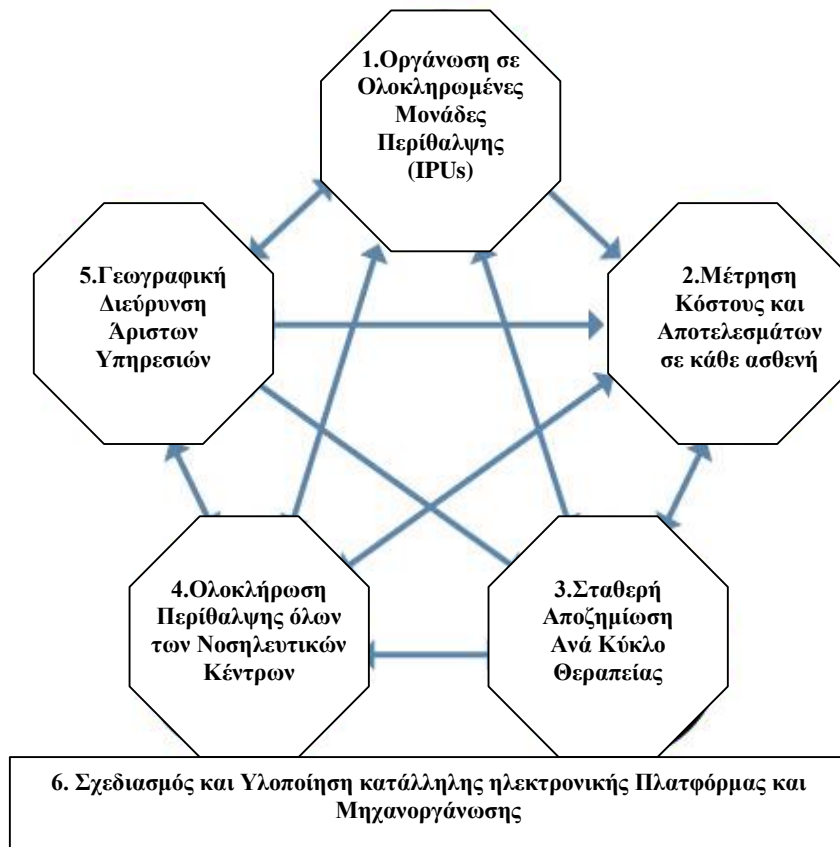 1.Οργάνωση σε
Ολοκληρωμένες
Μονάδες
Περίθαλψης
(IPUs)
2.Μέτρηση
Κόστους και
Αποτελεσμάτων
σε κάθε ασθενή
3.Σταθερή
Αποζημίωση
Ανά Κύκλο
Θεραπείας
4.Ολοκλήρωση
Περίθαλψης όλων
των Νοσηλευτικών
Κέντρων
5.Γεωγραφική
Διεύρυνση
Άριστων
Υπηρεσιών
6. Σχεδιασμός και Υλοποίηση κατάλληλης ηλεκτρονικής Πλατφόρμας και
Μηχανοργάνωσης